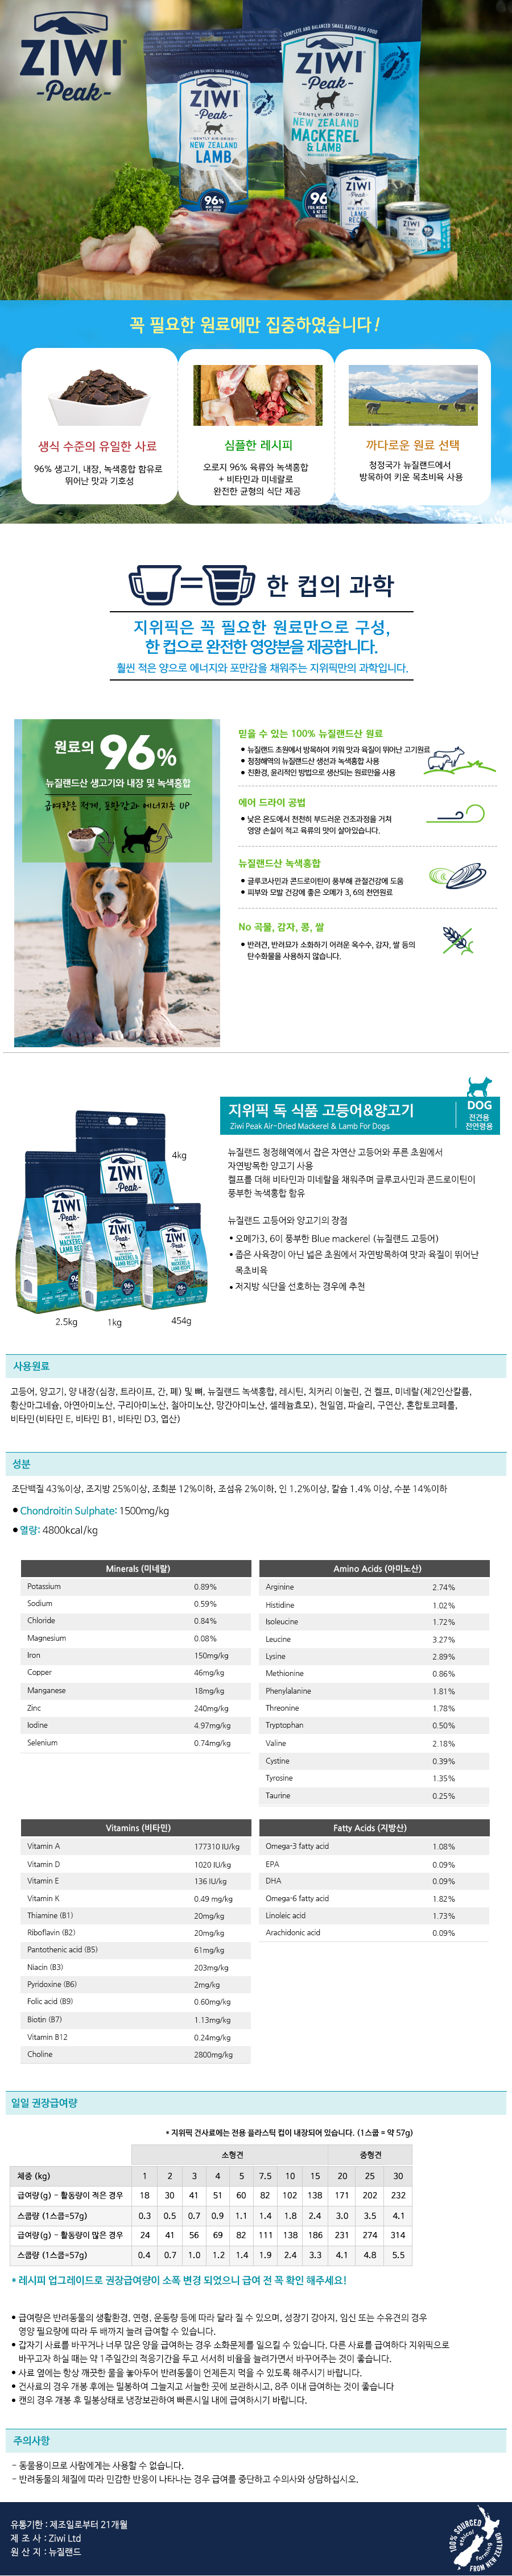 ZIWI
-Peak-
COMPLETE AND BALANCED SMALL BATCH DOG FOOD
ZIWI
-Peak-
GENTLY AIR-DRIED
NEW ZEALAND
LAMB
96%
ZIWI
-Peak-
GENTLY AIR-DRIED
NEW ZEALAND
MACKEREL
& LAMB
ZIWI
Peak
ZIWI
꼭 필요한 원료에만 집중하였습니다!
생식 수준의 유일한 사료
96% 생고기, 내장, 녹색홍합 함유로
뛰어난 맛과 기호성
심플한 레시피
오로지 96% 육류와 녹색홍합
+ 비타민과 미네랄로
완전한 균형의 식단 제공
까다로운 원료 선택
청정국가 뉴질랜드에서
방목하여 키운 목초비육 사용
한 컵의 과학
지위픽은 꼭 필요한 원료만으로 구성,
한 컵으로 완전한 영양분을 제공합니다.
훨씬 적은 양으로 에너지와 포만감을 채워주는 지위픽만의 과학입니다.
원료의 96%
뉴질랜드산 생고기와 내장 및 녹색홍합
급여량은 적게, 포만감과 에너지는 UP
믿을 수 있는 100% 뉴질랜드산 원료
• 뉴질랜드 초원에서 방목하여 키워 맛과 육질이 뛰어난 고기원료
• 청정해역의 뉴질랜드산 생선과 녹색홍합 사용
• 친환경, 윤리적인 방법으로 생산되는 원료만을 사용
에어 드라이 공법
• 낮은 온도에서 천천히 부드러운 건조과정을 거쳐
영양 손실이 적고 육류의 맛이 살아있습니다.
뉴질랜드산 녹색홍합
• 글루코사민과 콘드로이틴이 풍부해 관절건강에 도움
• 피부와 모발 건강에 좋은 오메가 3, 6의 천연원료
No 곡물, 감자, 콩, 쌀
• 반려견, 반려묘가 소화하기 어려운 옥수수, 감자, 쌀 등의
탄수화물을 사용하지 않습니다.
지위픽 독 식품 고등어&양고기
Ziwi Peak Air-Dried Mackerel & Lamb For Dogs
DOG
전견용
전연령용
4kg
2.5kg
1kg
454g
뉴질랜드 청정해역에서 잡은 자연산 고등어와 푸른 초원에서
자연방목한 양고기 사용
켈프를 더해 비타민과 미네랄을 채워주며 글루코사민과 콘드로이틴이
풍부한 녹색홍합 함유
뉴질랜드 고등어와 양고기의 장점
• 오메가3, 6이 풍부한 Blue mackerel (뉴질랜드 고등어)
• 좁은 사육장이 아닌 넓은 초원에서 자연방목하여 맛과 육질이 뛰어난
목초비육
• 저지방 식단을 선호하는 경우에 추천
사용원료
고등어, 양고기, 양 내장(심장, 트라이프, 간, 폐) 및 뼈, 뉴질랜드 녹색홍합, 레시틴, 치커리 이눌린, 건 켈프, 미네랄(제2인산칼륨,
황산마그네슘, 아연아미노산, 구리아미노산, 철아미노산, 망간아미노산, 셀레늄효모), 천일염, 파슬리, 구연산, 혼합토코페롤,
비타민(비타민 E, 비타민 B1, 비타민 D3, 엽산)
성분
조단백질 43%이상, 조지방 25%이상, 조회분 12%이하, 조섬유 2%이하, 인 1.2%이상, 칼슘 1.4% 이상, 수분 14%이하
• Chondroitin Sulphate: 1500mg/kg
• 열량: 4800kcal/kg
Minerals (미네랄)
Potassium 0.89%
Sodium 0.59%
Chloride 0.84%
Magnesium 0.08%
Iron 150mg/kg
Copper 46mg/kg
Manganese 18mg/kg
Zinc 240mg/kg
Iodine 4.97mg/kg
Selenium 0.74mg/kg
Amino Acids (아미노산)
Arginine 2.74%
Histidine 1.02%
Isoleucine 1.72%
Leucine 3.27%
Lysine 2.89%
Methionine 0.86%
Phenylalanine 1.81%
Threonine 1.78%
Tryptophan 0.50%
Valine 2.18%
Cystine 0.39%
Tyrosine 1.35%
Taurine 0.25%
Vitamins (비타민)
Vitamin A 177310 IU/kg
Vitamin D 1020 IU/kg
Vitamin E 136 IU/kg
Vitamin K 0.49 mg/kg
Thiamine (B1) 20mg/kg
Riboflavin (B2) 20mg/kg
Pantothenic acid (B5) 61mg/kg
Niacin (B3) 203mg/kg
Pyridoxine (B6) 2mg/kg
Folic acid (B9) 0.60mg/kg
Biotin (B7) 1.13mg/kg
Vitamin B12 0.24mg/kg
Choline 2800mg/kg
Fatty Acids (지방산)
Omega-3 fatty acid 1.08%
EPA 0.09%
DHA 0.09%
Omega-6 fatty acid 1.82%
Linoleic acid 1.73%
Arachidonic acid 0.09%
일일 권장급여량
* 지위픽 건사료에는 전용 플라스틱 컵이 내장되어 있습니다. (1스쿱 = 약 57g)
소형견 중형견
체중 (kg) 1 2 3 4 5 7.5 10 15 20 25 30
급여량(g) - 활동량이 적은 경우 18 30 41 51 60 82 102 138 171 202 232
스쿱량 (1스쿱=57g) 0.3 0.5 0.7 0.9 1.1 1.4 1.8 2.4 3.0 3.5 4.1
급여량(g) - 활동량이 많은 경우 24 41 56 69 82 111 138 186 231 274 314
스쿱량 (1스쿱=57g) 0.4 0.7 1.0 1.2 1.4 1.9 2.4 3.3 4.1 4.8 5.5
* 레시피 업그레이드로 권장급여량이 소폭 변경 되었으니 급여 전 꼭 확인 해주세요!
• 급여량은 반려동물의 생활환경, 연령, 운동량 등에 따라 달라 질 수 있으며, 성장기 강아지, 임신 또는 수유견의 경우
영양 필요량에 따라 두 배까지 늘려 급여할 수 있습니다.
• 갑자기 사료를 바꾸거나 너무 많은 양을 급여하는 경우 소화문제를 일으킬 수 있습니다. 다른 사료를 급여하다 지위픽으로
바꾸고자 하실 때는 약 1주일간의 적응기간을 두고 서서히 비율을 늘려가면서 바꾸어주는 것이 좋습니다.
• 사료 옆에는 항상 깨끗한 물을 놓아두어 반려동물이 언제든지 먹을 수 있도록 해주시기 바랍니다.
• 건사료의 경우 개봉 후에는 밀봉하여 그늘지고 서늘한 곳에 보관하시고, 8주 이내 급여하는 것이 좋습니다
• 캔의 경우 개봉 후 밀봉상태로 냉장보관하여 빠른시일 내에 급여하시기 바랍니다.
주의사항
- 동물용이므로 사람에게는 사용할 수 없습니다.
- 반려동물의 체질에 따라 민감한 반응이 나타나는 경우 급여를 중단하고 수의사와 상담하십시오.
유통기한 : 제조일로부터 21개월
제 조 사 : Ziwi Ltd
원 산 지 : 뉴질랜드
100% SOURCED
ethical farming
FROM NEW ZEALAND